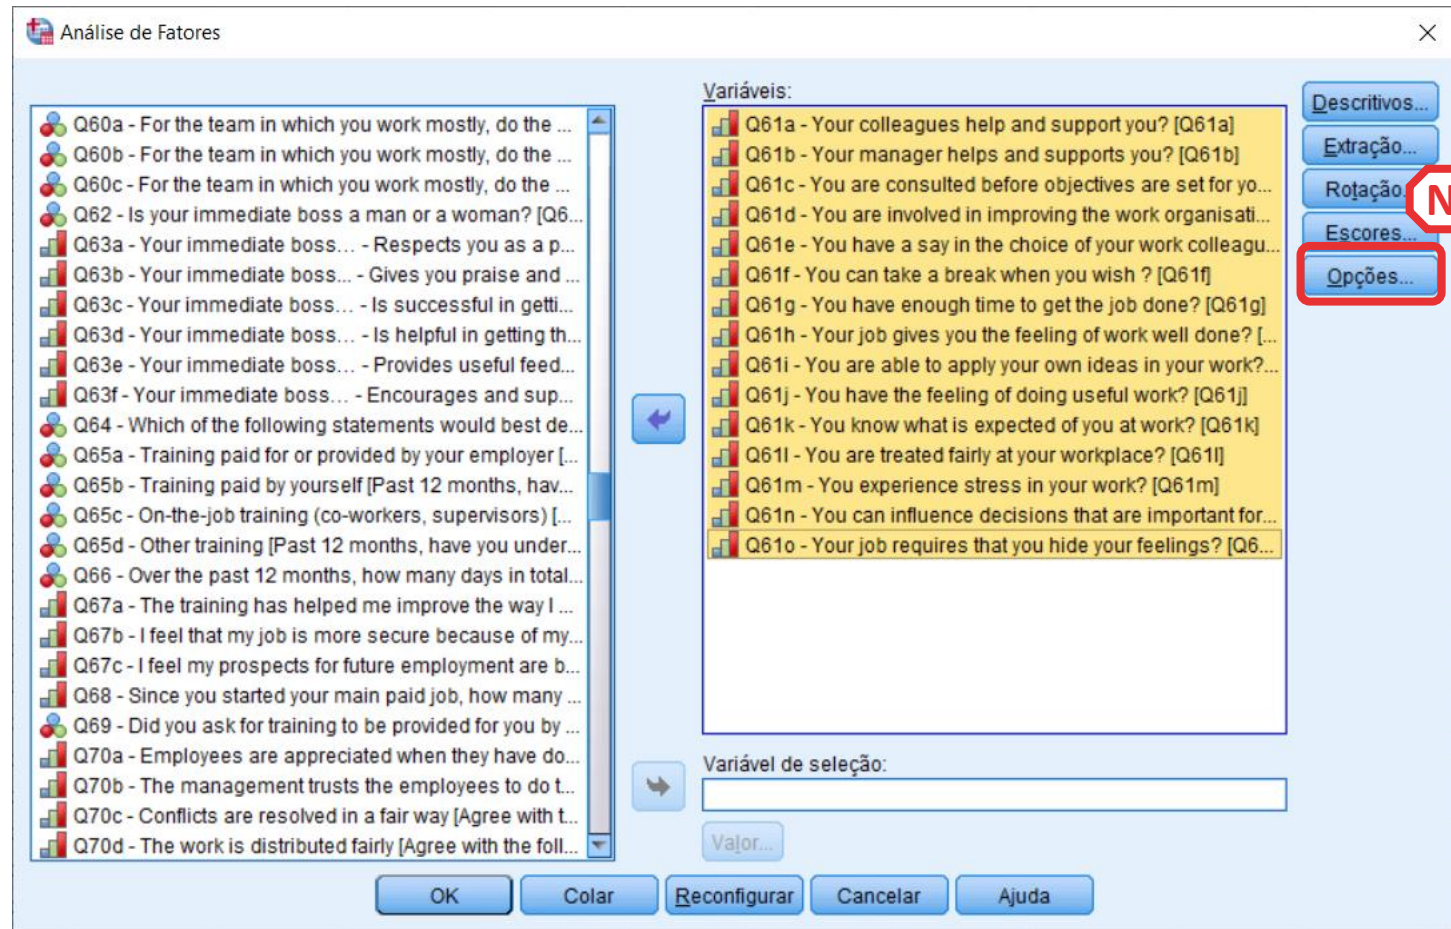 Análise de Fatores
Q60a - For the team in which you work mostly, do the ...
Q60b - For the team in which you work mostly, do the ...
Q60c - For the team in which you work mostly, do the ...
Q62 - Is your immediate boss a man or a woman? [Q6...
Q63a - Your immediate boss... - Respects you as a p...
Q63b - Your immediate boss... - Gives you praise and ...
Q63c - Your immediate boss... - Is successful in getti...
Q63d - Your immediate boss... - Is helpful in getting th...
Q63e - Your immediate boss... - Provides useful feed...
Q63f - Your immediate boss... - Encourages and sup...
Q64 - Which of the following statements would best de...
Q65a - Training paid for or provided by your employer [...
Q65b - Training paid by yourself [Past 12 months, hav...
Q65c - On-the-job training (co-workers, supervisors) [...
Q65d - Other training [Past 12 months, have you under...
Q66 - Over the past 12 months, how many days in total...
Q67a - The training has helped me improve the way I ...
Q67b - I feel that my job is more secure because of my...
Q67c - I feel my prospects for future employment are b...
Q68 - Since you started your main paid job, how many ...
Q69 - Did you ask for training to be provided for you by ...
Q70a - Employees are appreciated when they have do...
Q70b - The management trusts the employees to do t...
Q70c - Conflicts are resolved in a fair way [Agree with t...
Q70d - The work is distributed fairly [Agree with the foll...
Variáveis:
Q61a - Your colleagues help and support you? [Q61a]
Q61b - Your manager helps and supports you? [Q61b]
Q61c - You are consulted before objectives are set for yo...
Q61d - You are involved in improving the work organisati...
Q61e - You have a say in the choice of your work colleagu...
Q61f - You can take a break when you wish ? [Q61f]
Q61g - You have enough time to get the job done? [Q61g]
Q61h - Your job gives you the feeling of work well done? [...
Q61i - You are able to apply your own ideas in your work?...
Q61j - You have the feeling of doing useful work? [Q61j]
Q61k - You know what is expected of you at work? [Q61k]
Q61l - You are treated fairly at your workplace? [Q61l]
Q61m - You experience stress in your work? [Q61m]
Q61n - You can influence decisions that are important for...
Q61o - Your job requires that you hide your feelings? [Q6...
Variável de seleção:
Valor...
Descritivos...
Extração...
Rotação.
N
Escores...
Opções...
OK
Colar
Reconfigurar
Cancelar
Ajuda